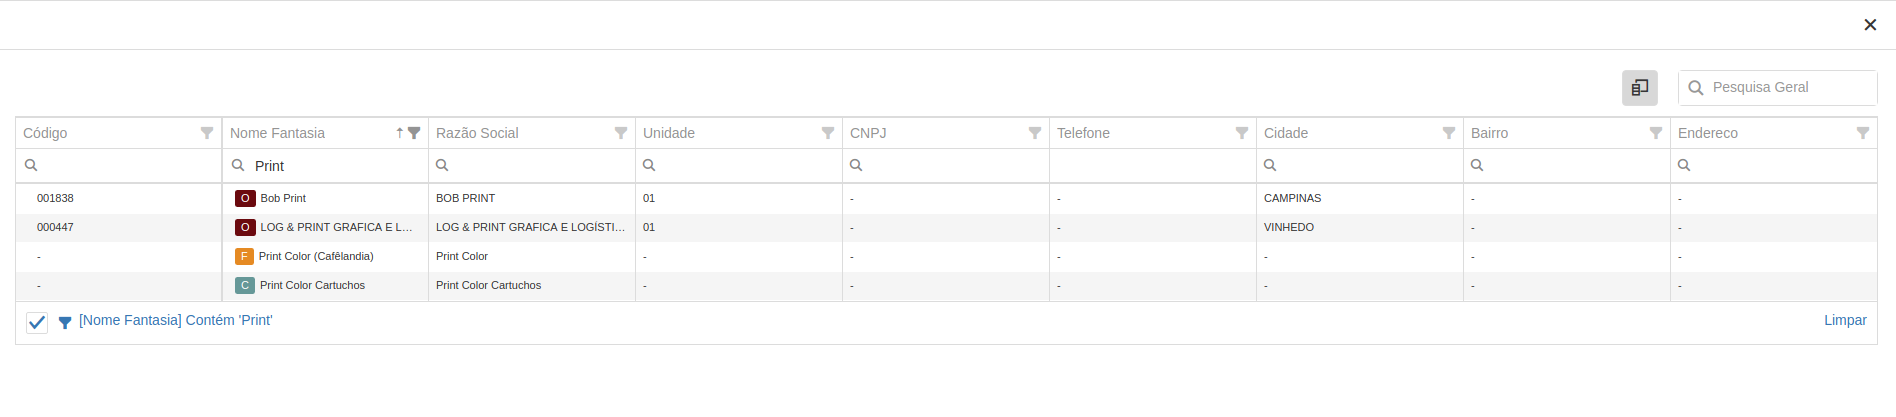 Pesquisa Geral
Código Nome Fantasia Razão Social Unidade CNPJ Telefone Cidade Bairro Endereco
Print
001838 O Bob Print BOB PRINT 01 - - CAMPINAS - -
000447 O LOG & PRINT GRAFICA E L... LOG & PRINT GRAFICA E LOGÍSTI... 01 - - VINHEDO - -
- F Print Color (Cafêlandia) Print Color - - - - - -
- C Print Color Cartuchos Print Color Cartuchos - - - - - -
[Nome Fantasia] Contém 'Print' Limpar